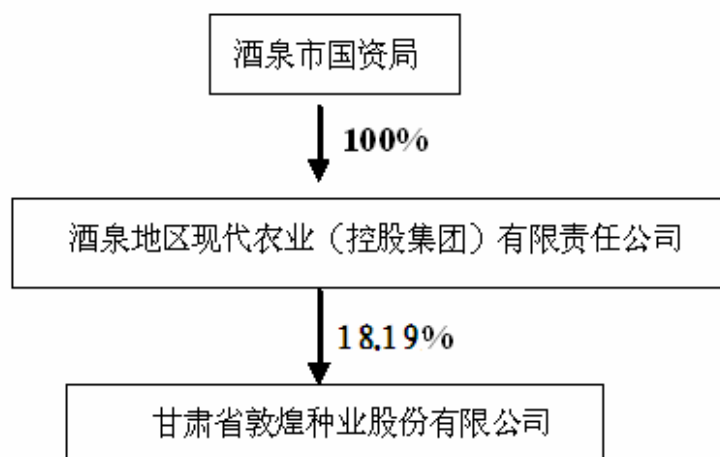 酒泉市国资局
100%
酒泉地区现代农业（控股集团）有限责任公司
18.19%
甘肃省敦煌种业股份有限公司